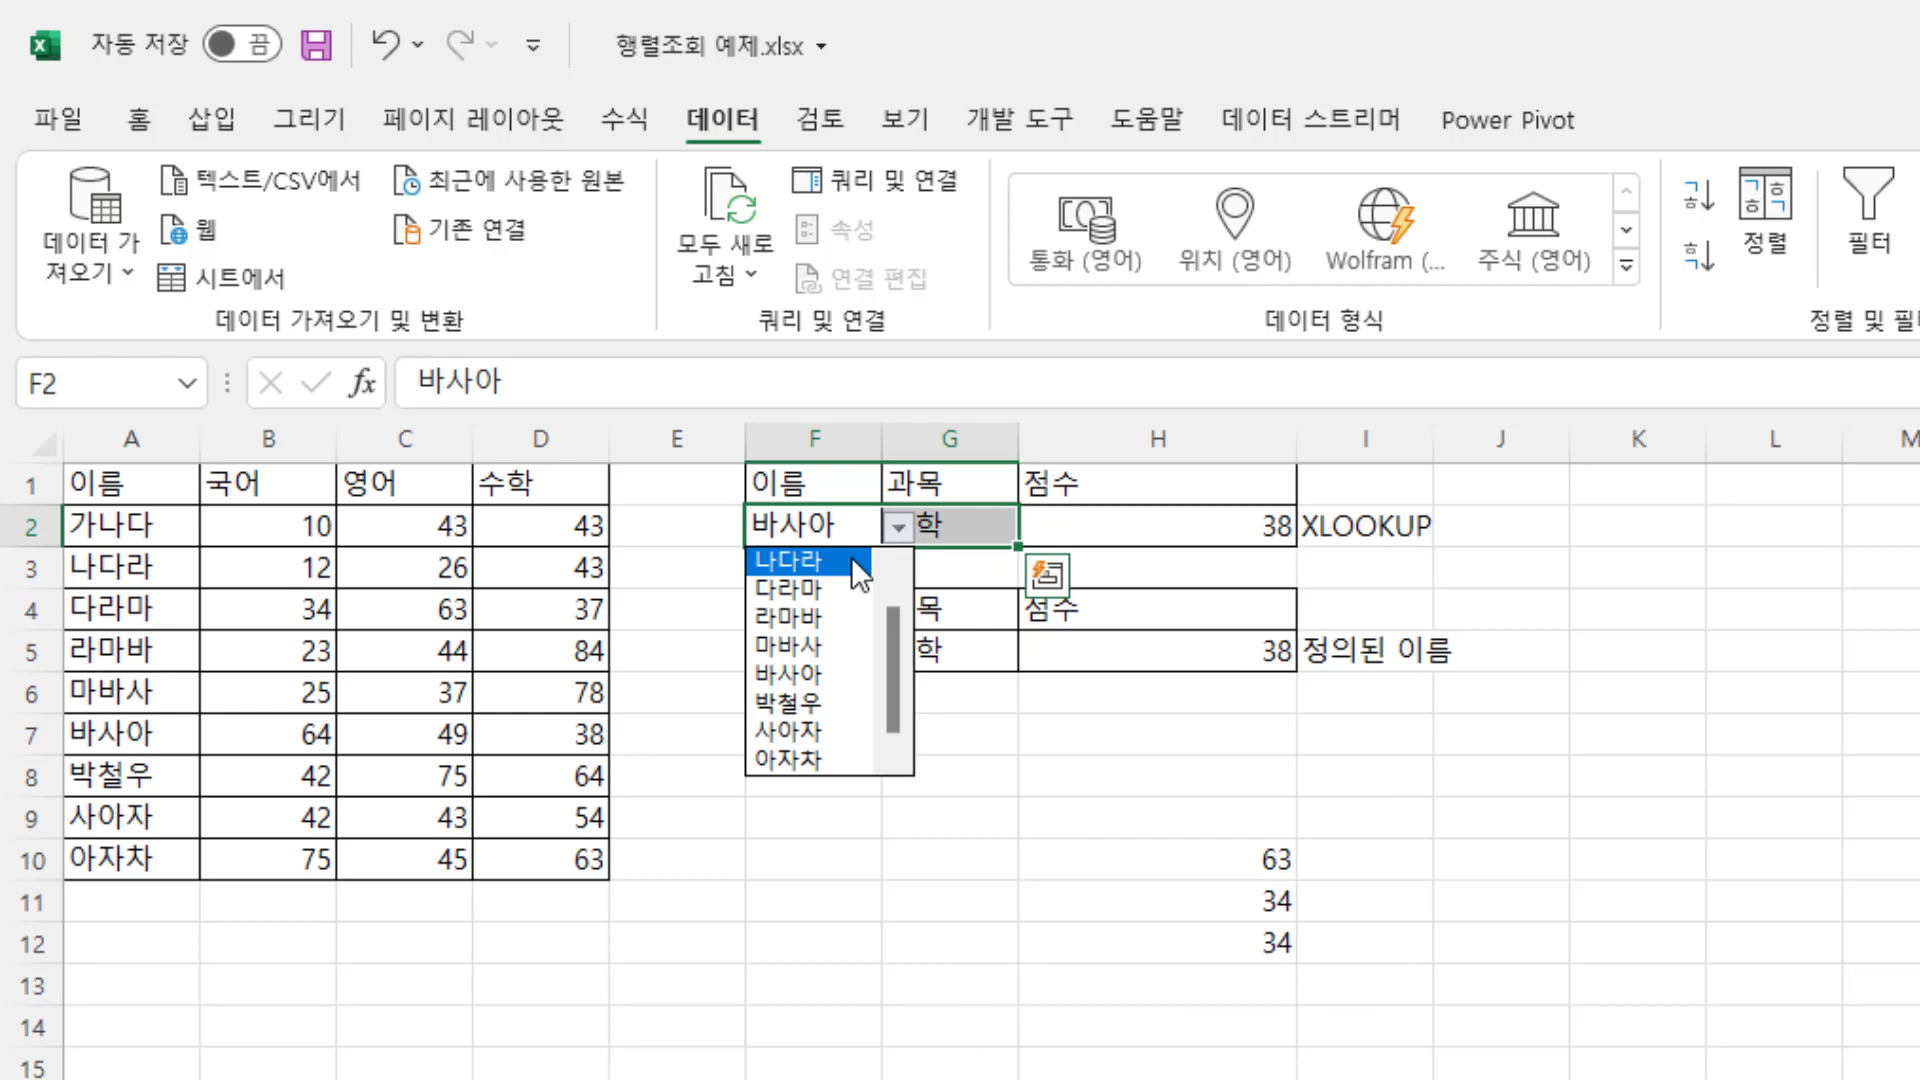 자동 저장 끔 행렬조회 예제.xlsx
파일 홈 삽입 그리기 페이지 레이아웃 수식 데이터 검토 보기 개발 도구 도움말 데이터 스트리머 Power Pivot
데이터 가
져오기
텍스트/CSV에서
웹
시트에서
최근에 사용한 원본
기존 연결
데이터 가져오기 및 변환
모두 새로
고침
쿼리 및 연결
속성
연결 편집
쿼리 및 연결
통화 (영어) 위치 (영어) Wolfram (... 주식 (영어)
데이터 형식
정렬
필터
정렬 및 필
F2 fx 바사아
A B C D E F G H I J K L M
1 이름 국어 영어 수학 이름 과목 점수
2 가나다 10 43 43 바사아 학 38 XLOOKUP
3 나다라 12 26 43
4 다라마 34 63 37 목 점수
5 라마바 23 44 84 학 38 정의된 이름
6 마바사 25 37 78
7 바사아 64 49 38
8 박철우 42 75 64
9 사아자 42 43 54
10 아자차 75 45 63 63
11 34
12 34
13
14
15
나다라
다라마
라마바
마바사
바사아
박철우
사아자
아자차